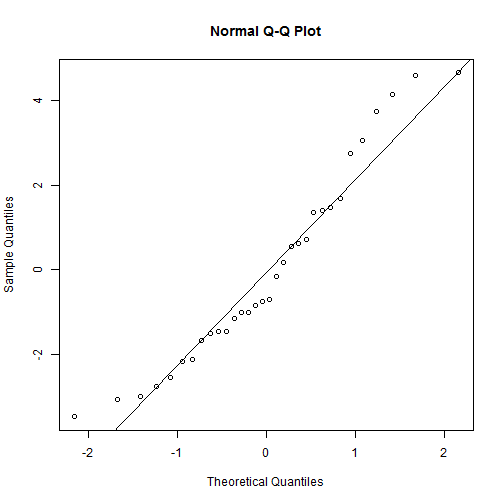 Normal Q-Q Plot
Sample Quantiles
4
2
0
-2
-2 -1 0 1 2
Theoretical Quantiles